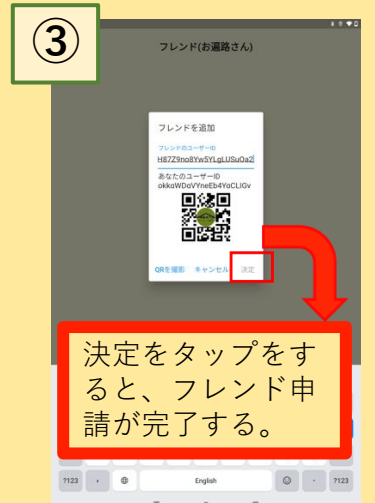 ③
フレンド(お遍路さん)
フレンドを追加
フレンドのユーザーID
H87Z9no8Yw5YLgLUSuOa2
あなたのユーザーID
okkoWDoVYneEb4YoCLIGv
QRを撮影 キャンセル 決定
決定をタップをす
ると、フレンド申
請が完了する。
?123 , English . ?123